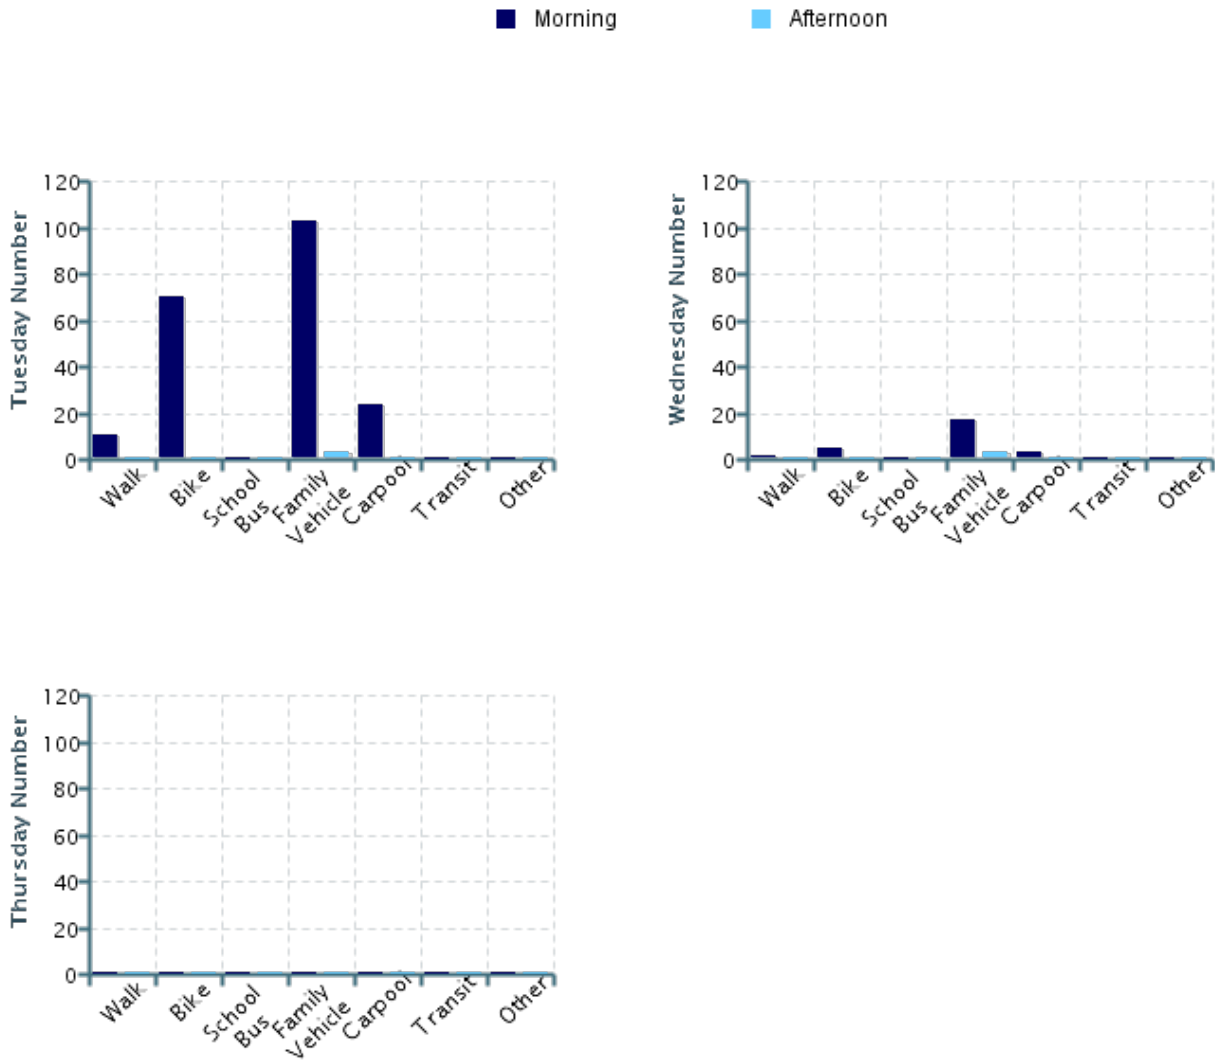 Morning Afternoon
Tuesday Number
120
100
80
60
40
20
0
Walk
Bike
School
Bus
Family
Vehicle
Carpool
Transit
Other
Wednesday Number
120
100
80
60
40
20
0
Walk
Bike
School
Bus
Family
Vehicle
Carpool
Transit
Other
Thursday Number
120
100
80
60
40
20
0
Walk
Bike
School
Bus
Family
Vehicle
Carpool
Transit
Other